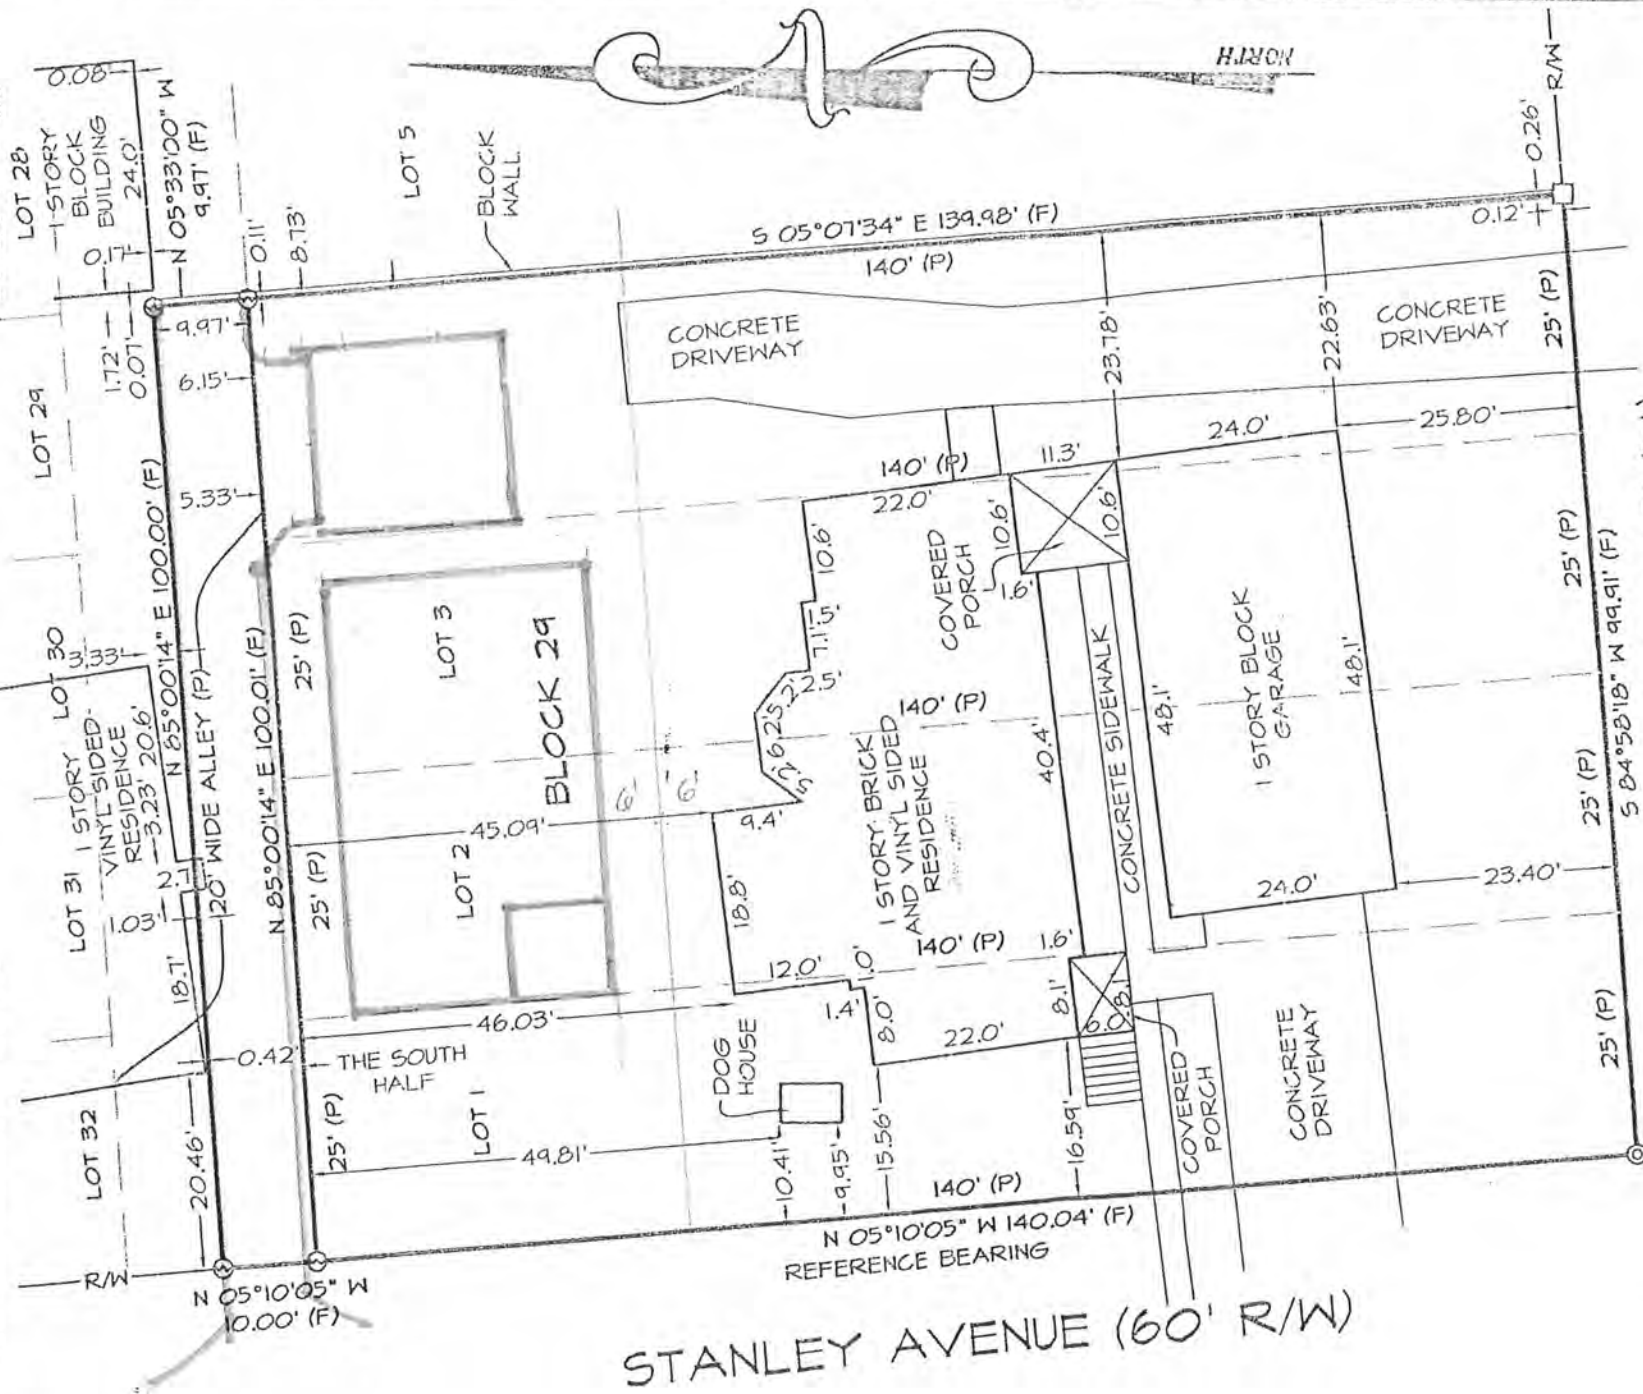 NORTH
LOT 28
1 STORY
BLOCK
BUILDING
0.08'
24.0'
N 05°33'00" W
9.97' (F)
0.17'
0.11'
8.73'
LOT 5
BLOCK
WALL
S 05°07'34" E 139.98' (F)
140' (P)
R/W
0.26'
0.12'
25' (P)
1.72'
0.07'
9.97'
6.15'
5.33'
LOT 29
N 85°00'14" E 100.00' (F)
CONCRETE
DRIVEWAY
23.78'
22.63'
CONCRETE
DRIVEWAY
24.0'
25.80'
11.3'
140' (P)
22.0'
10.6'
10.6'
10.6'
COVERED
PORCH
1.6'
.5'
7.1'
2.5'
5.2'
6.2'
5.2'
9.4'
LOT 30
3.33'
LOT 31
1 STORY
VINYL SIDED
RESIDENCE
3.23'
20.6'
2.7'
1.03'
18.7'
20' WIDE ALLEY (P)
N 85°00'14" E 100.01' (F)
25' (P)
25' (P)
25' (P)
LOT 3
BLOCK 29
LOT 2
6'
6'
45.09'
18.8'
140' (P)
1 STORY BRICK
AND VINYL SIDED
RESIDENCE
40.4'
CONCRETE SIDEWALK
48.1'
1 STORY BLOCK
GARAGE
48.1'
24.0'
23.40'
25' (P)
25' (P)
25' (P)
S 84°58'18" W 99.91' (F)
12.0'
1.0'
1.4'
8.0'
140' (P)
1.6'
8.1'
6.0'
8.1'
22.0'
46.03'
0.42'
THE SOUTH
HALF
LOT 1
LOT 32
20.46'
DOG
HOUSE
49.81'
10.41'
9.95'
15.56'
16.59'
COVERED
PORCH
CONCRETE
DRIVEWAY
140' (P)
N 05°10'05" W 140.04' (F)
REFERENCE BEARING
R/W
N 05°10'05" W
10.00' (F)
STANLEY AVENUE (60' R/W)